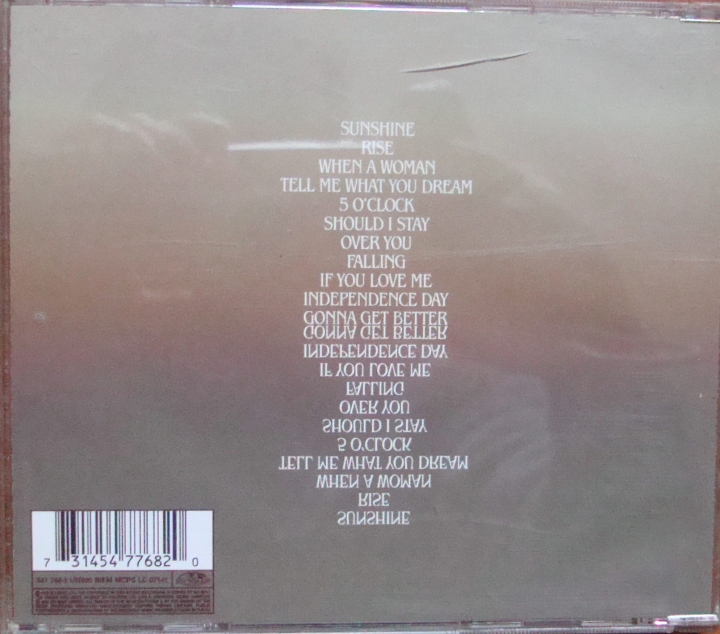 SUNSHINE
RISE
WHEN A WOMAN
TELL ME WHAT YOU DREAM
5 O'CLOCK
SHOULD I STAY
OVER YOU
FALLING
IF YOU LOVE ME
INDEPENDENCE DAY
GONNA GET BETTER
GONNA GET BETTER
INDEPENDENCE DAY
IF YOU LOVE ME
FALLING
OVER YOU
SHOULD I STAY
5 O'CLOCK
TELL ME WHAT YOU DREAM
WHEN A WOMAN
RISE
SUNSHINE
7 31454 77682 0